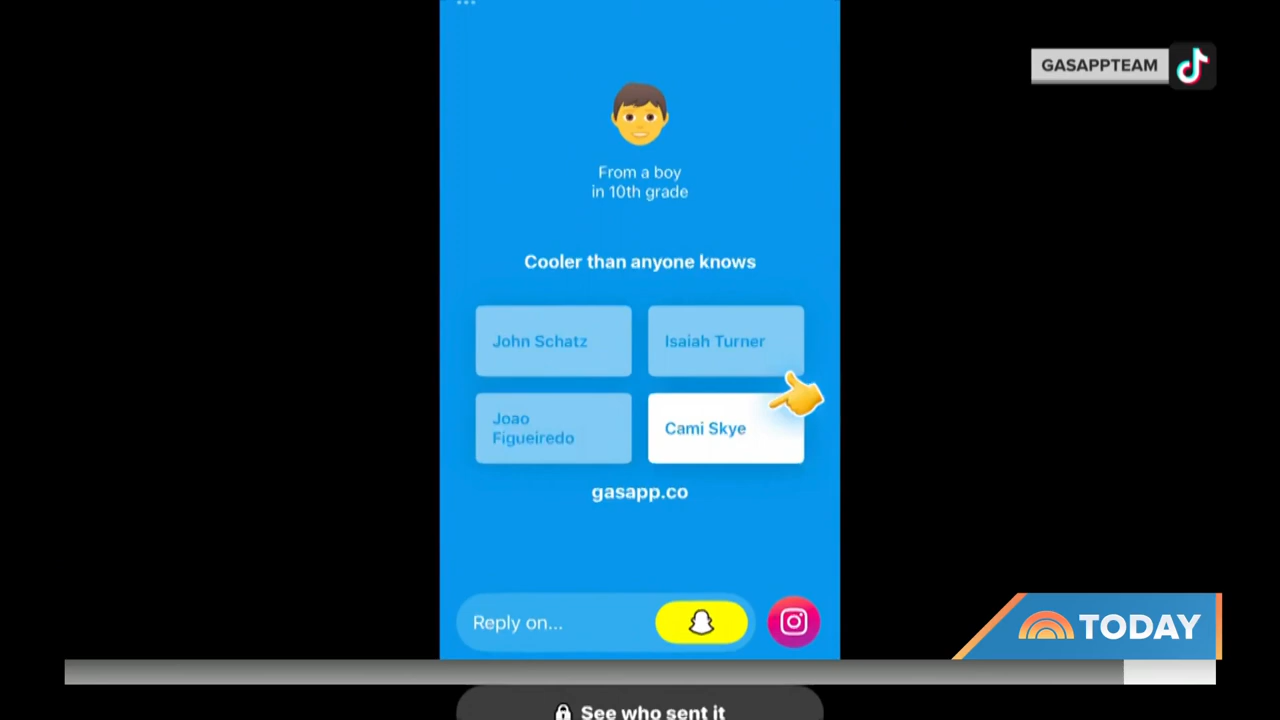 GASAPPTEAM
From a boy
in 10th grade
Cooler than anyone knows
John Schatz
Isaiah Turner
Joao
Figueiredo
Cami Skye
gasapp.co
Reply on...
TODAY
See who sent it